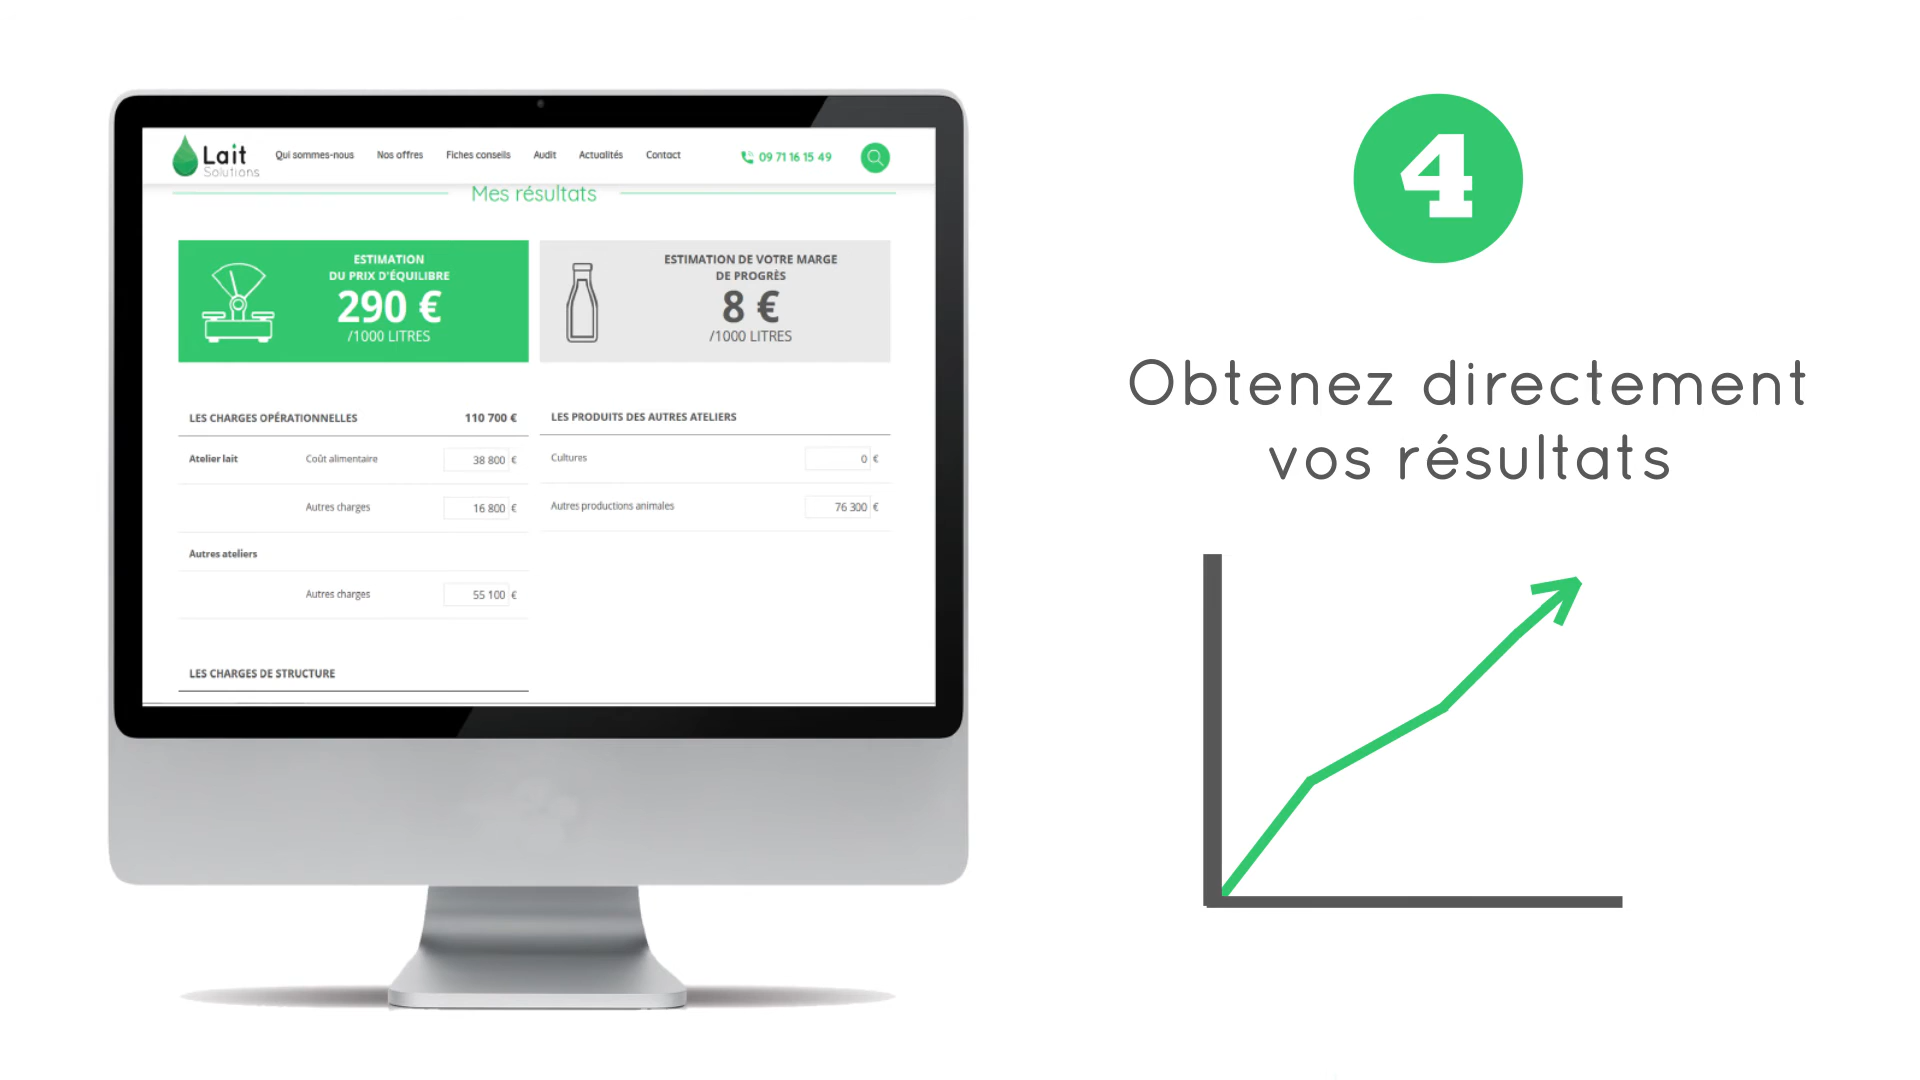 Lait
Solutions
Qui sommes-nous
Nos offres
Fiches conseils
Audit
Actualités
Contact
09 71 16 15 49
Mes résultats
ESTIMATION
DU PRIX D'ÉQUILIBRE
290 €
/1000 LITRES
ESTIMATION DE VOTRE MARGE
DE PROGRÈS
8 €
/1000 LITRES
LES CHARGES OPÉRATIONNELLES 110 700 €
Atelier lait Coût alimentaire 38 800 €
Autres charges 16 800 €
Autres ateliers
Autres charges 55 100 €
LES CHARGES DE STRUCTURE
LES PRODUITS DES AUTRES ATELIERS
Cultures 0 €
Autres productions animales 76 300 €
4
Obtenez directement
vos résultats